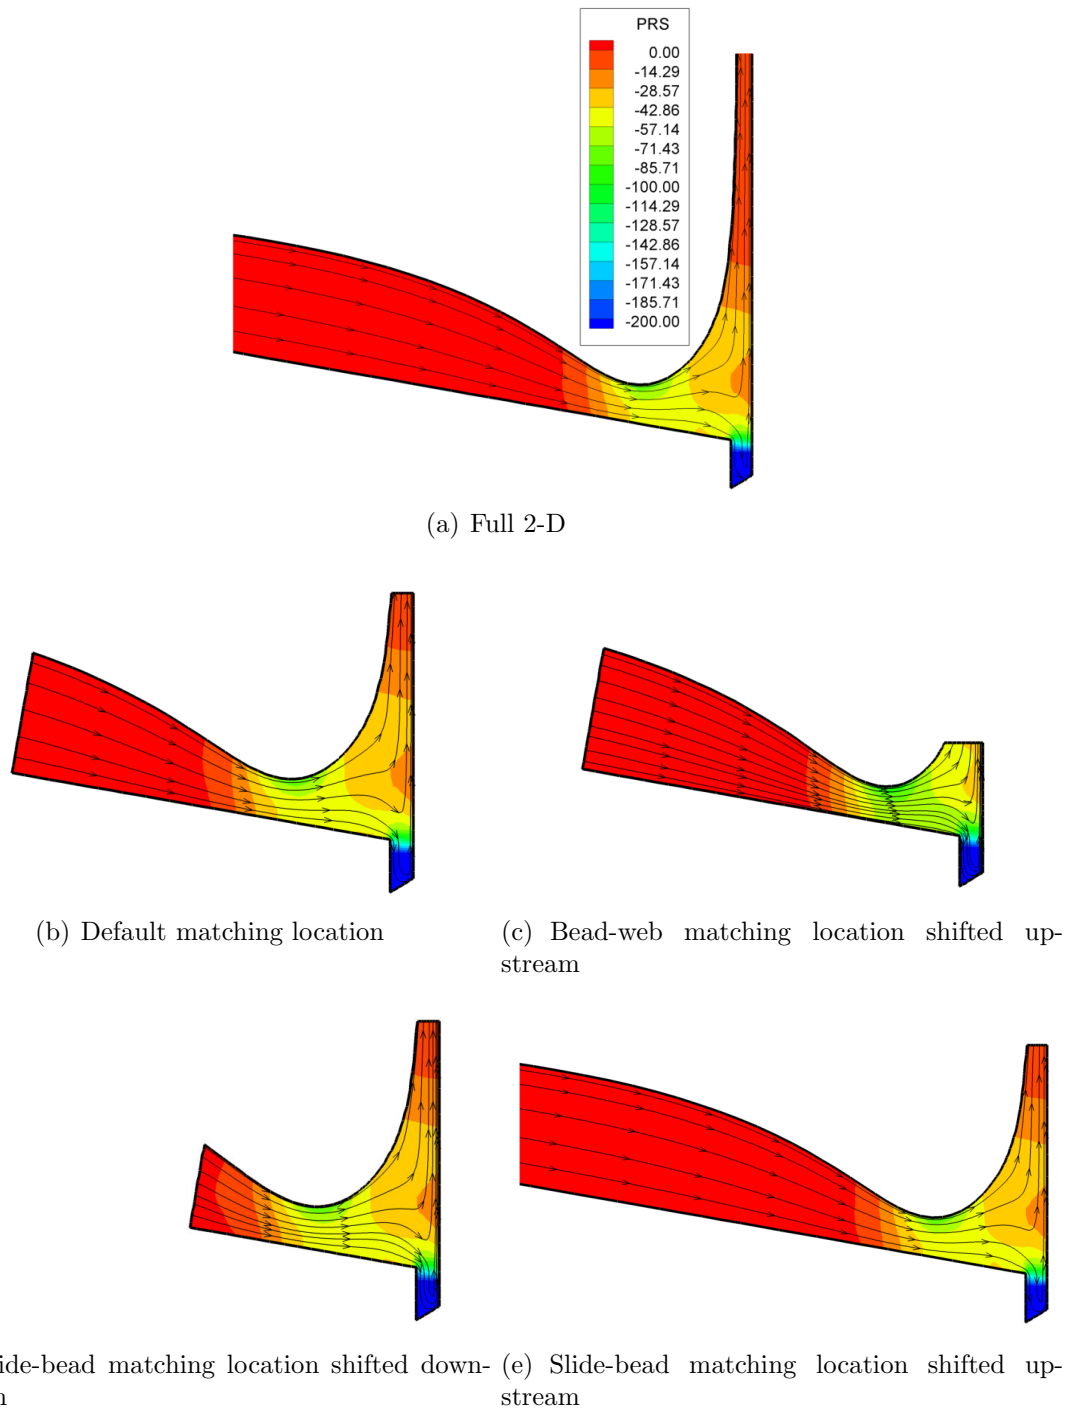 PRS
0.00
-14.29
-28.57
-42.86
-57.14
-71.43
-85.71
-100.00
-114.29
-128.57
-142.86
-157.14
-171.43
-185.71
-200.00
(a) Full 2-D
(b) Default matching location
(c) Bead-web matching location shifted up-
stream
ide-bead matching location shifted down-
(e) Slide-bead matching location shifted up-
stream